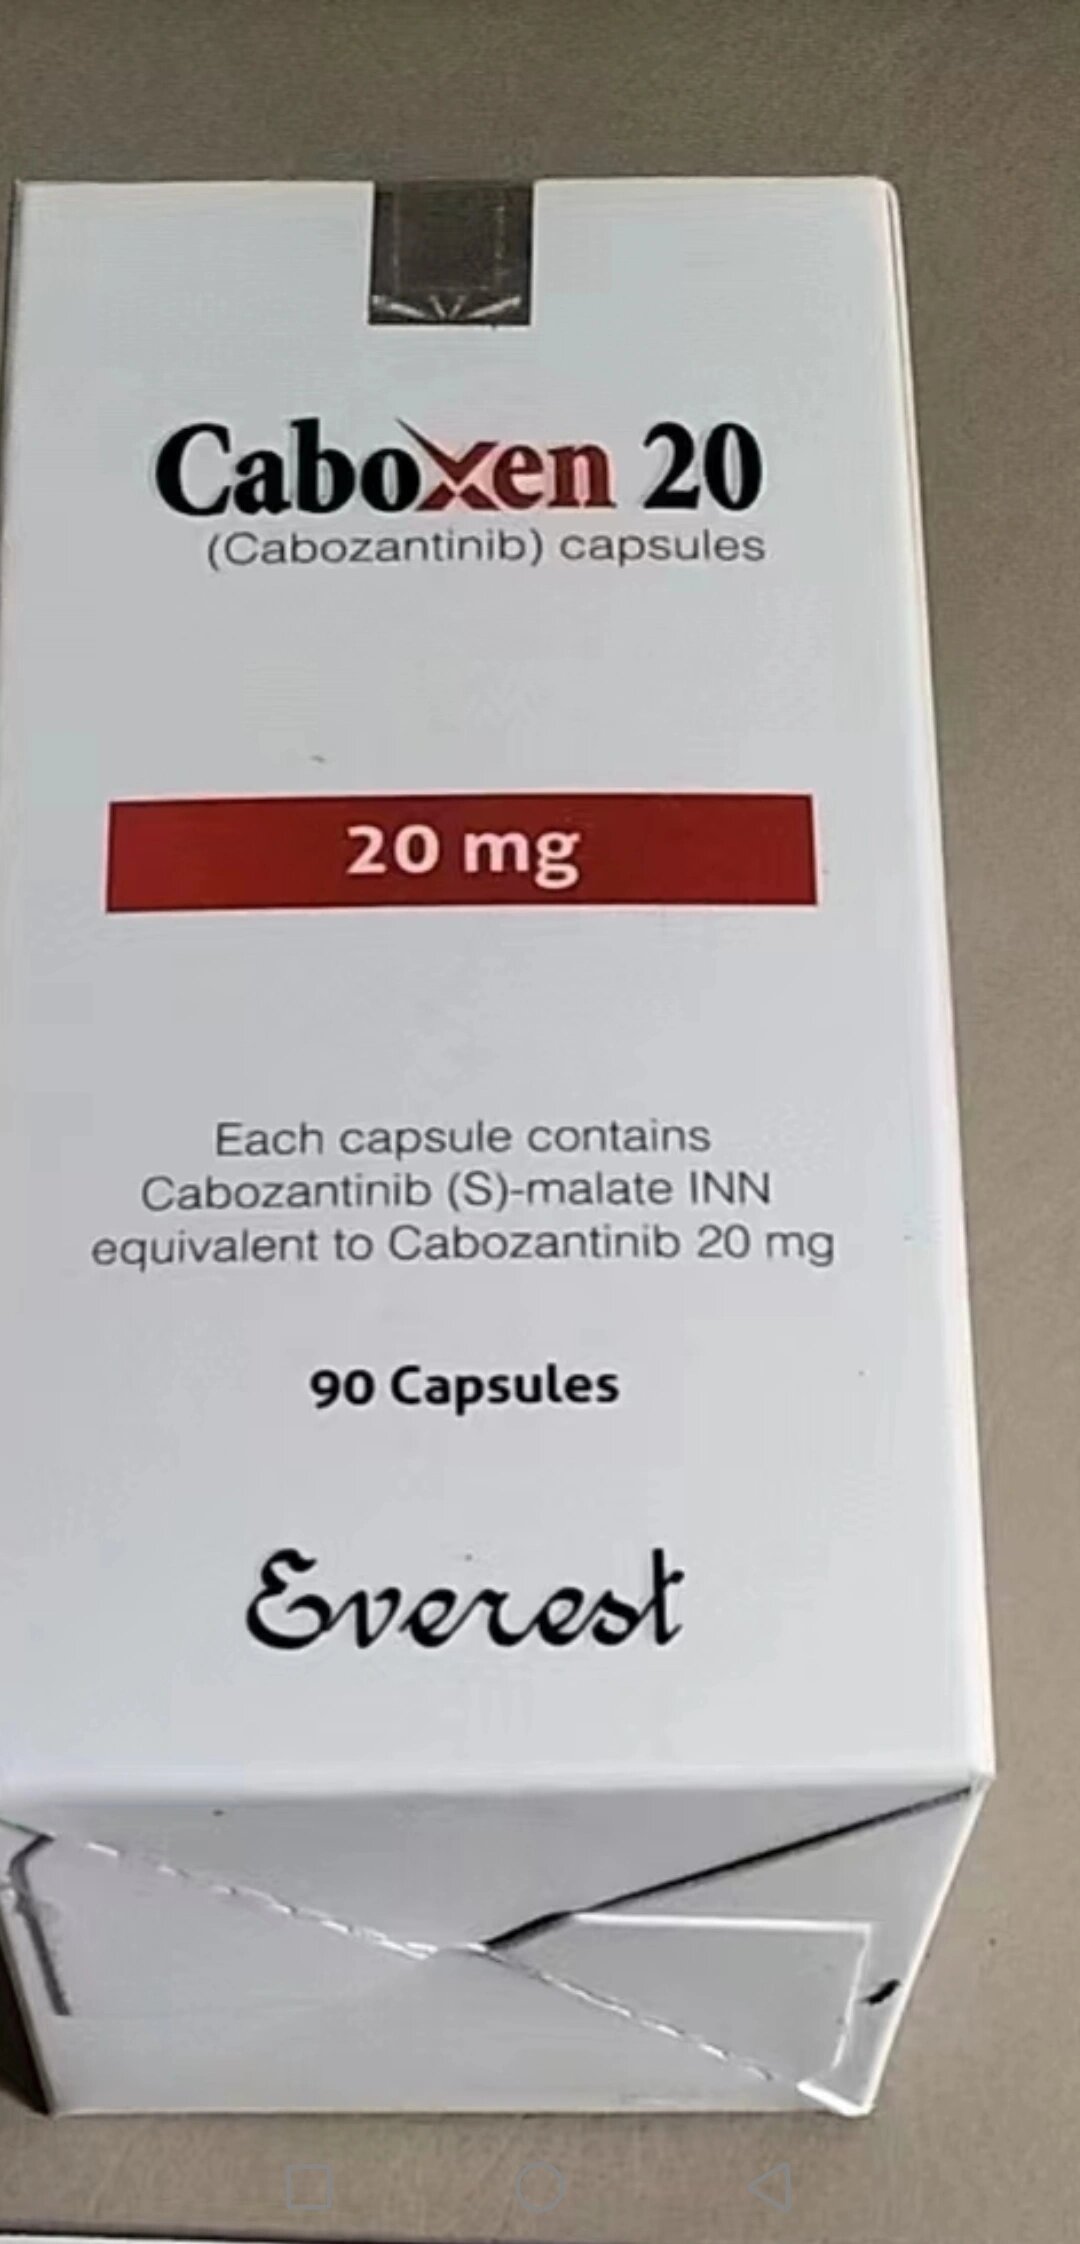 Caboxen 20
(Cabozantinib) capsules
20 mg
Each capsule contains
Cabozantinib (S)-malate INN
equivalent to Cabozantinib 20 mg
90 Capsules
Everest